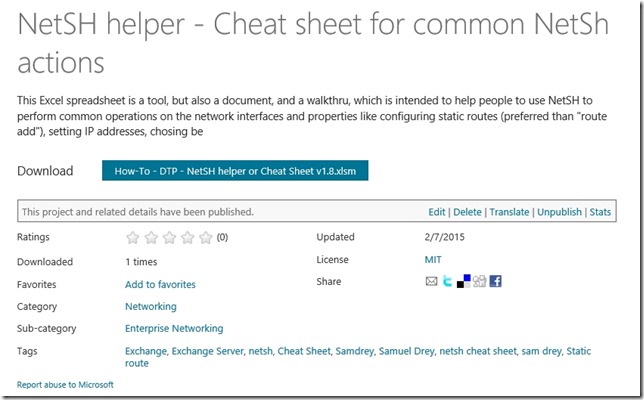 NetSH helper - Cheat sheet for common NetSh
actions
This Excel spreadsheet is a tool, but also a document, and a walkthru, which is intended to help people to use NetSH to
perform common operations on the network interfaces and properties like configuring static routes (preferred than "route
add"), setting IP addresses, chosing be
Download How-To - DTP - NetSH helper or Cheat Sheet v1.8.xlsm
This project and related details have been published. Edit | Delete | Translate | Unpublish | Stats
Ratings (0) Updated 2/7/2015
Downloaded 1 times License MIT
Favorites Add to favorites Share
Category Networking
Sub-category Enterprise Networking
Tags Exchange, Exchange Server, netsh, Cheat Sheet, Samdrey, Samuel Drey, netsh cheat sheet, sam drey, Static
route
Report abuse to Microsoft